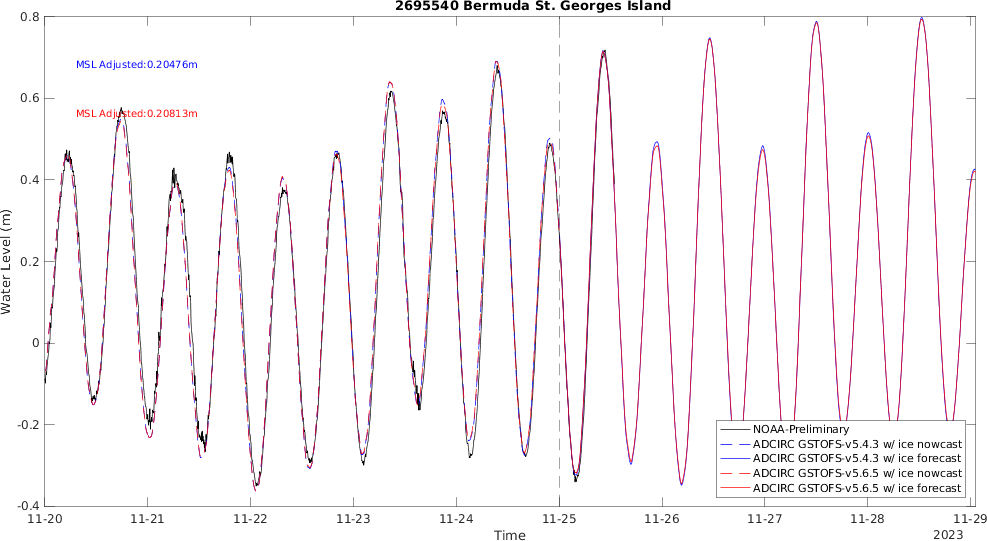 2695540 Bermuda St. Georges Island
0.8
MSL Adjusted:0.20476m
0.6
MSL Adjusted:0.20813m
0.4
0.2
0
-0.2
-0.4
Water Level (m)
NOAA-Preliminary
ADCIRC GSTOFS-v5.4.3 w/ ice nowcast
ADCIRC GSTOFS-v5.4.3 w/ ice forecast
ADCIRC GSTOFS-v5.6.5 w/ ice nowcast
ADCIRC GSTOFS-v5.6.5 w/ ice forecast
11-20 11-21 11-22 11-23 11-24 11-25 11-26 11-27 11-28 11-29
Time
2023